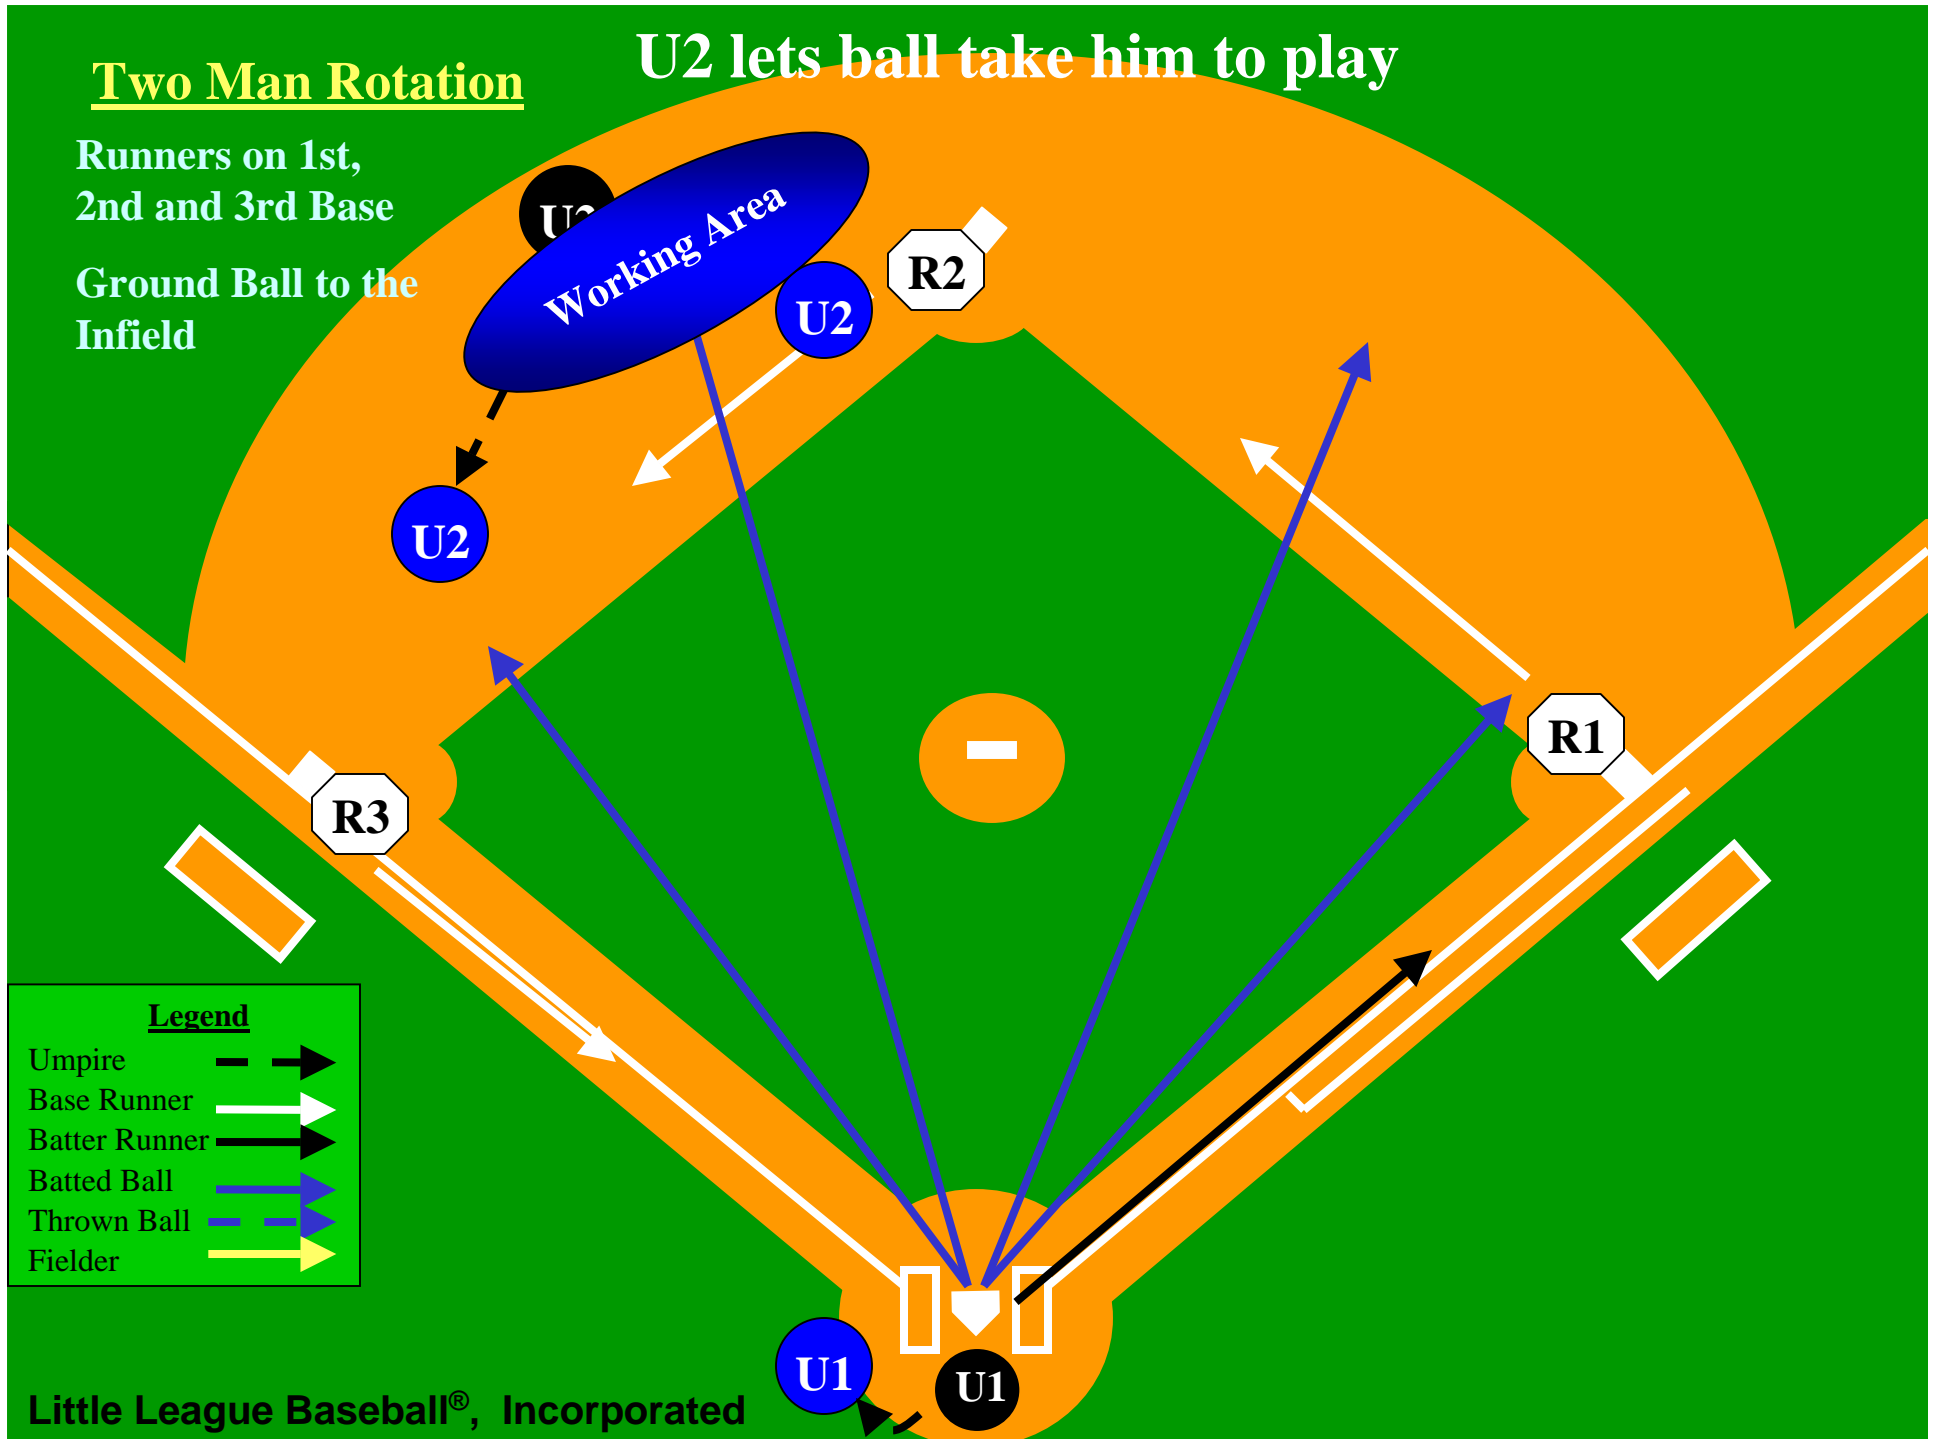 U2 lets ball take him to play
Two Man Rotation
Runners on 1st,
2nd and 3rd Base
Ground Ball to the
Infield
Working Area
U2
R2
U2
R1
R3
Legend
Umpire
Base Runner
Batter Runner
Batted Ball
Thrown Ball
Fielder
U1
U1
Little League Baseball®, Incorporated